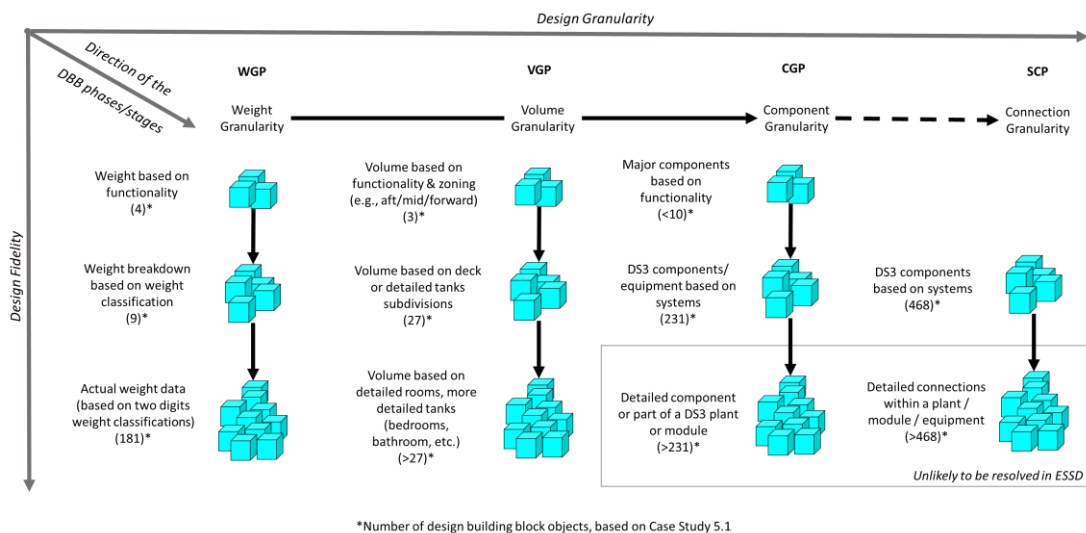 Design Granularity
Direction of the
DBB phases/stages
Design Fidelity
WGP
VGP
CGP
SCP
Weight
Granularity
Volume
Granularity
Component
Granularity
Connection
Granularity
Weight based on
functionality
(4)*
Volume based on
functionality & zoning
(e.g., aft/mid/forward)
(3)*
Major components
based on
functionality
(<10)*
Weight breakdown
based on weight
classification
(9)*
Volume based on deck
or detailed tanks
subdivisions
(27)*
DS3 components/
equipment based on
systems
(231)*
DS3 components
based on systems
(468)*
Actual weight data
(based on two digits
weight classifications)
(181)*
Volume based on
detailed rooms, more
detailed tanks
(bedrooms,
bathroom, etc.)
(>27)*
Detailed component
or part of a DS3 plant
or module
(>231)*
Detailed connections
within a plant /
module / equipment
(>468)*
Unlikely to be resolved in ESSD
*Number of design building block objects, based on Case Study 5.1